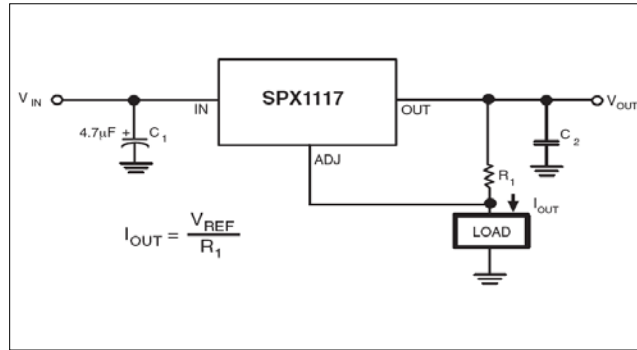 V IN
IN
SPX1117
OUT
V OUT
4.7µF + C 1
ADJ
C 2
R 1
I OUT
I OUT = V REF / R 1
LOAD